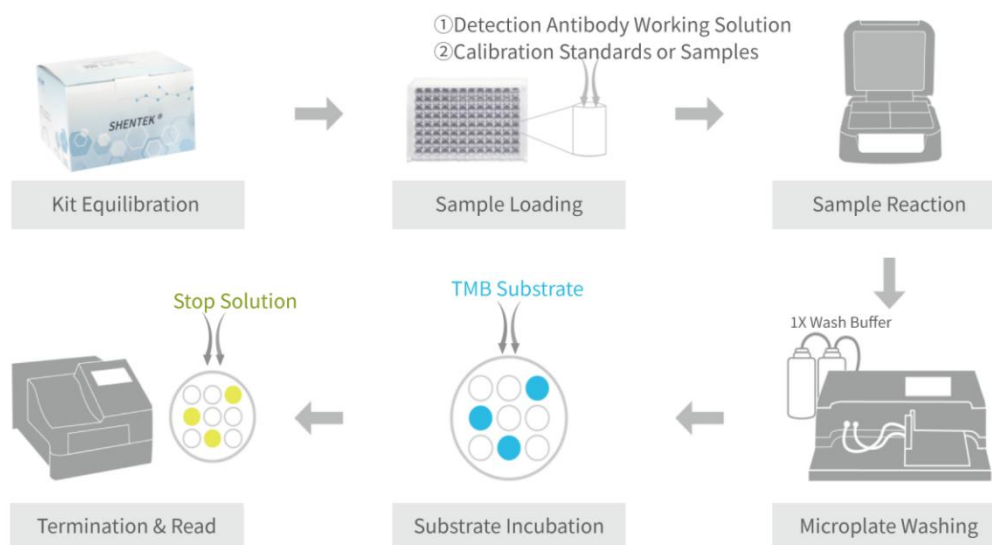 ①Detection Antibody Working Solution
②Calibration Standards or Samples
SHENTEK®
Kit Equilibration
Sample Loading
Sample Reaction
1X Wash Buffer
Microplate Washing
TMB Substrate
Substrate Incubation
Stop Solution
Termination & Read